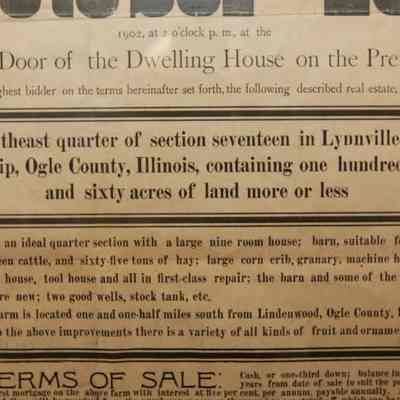 1902, at 2 o'clock p. m., at the
Door of the Dwelling House on the Pre
ghest bidder on the terms hereinafter set forth, the following described real estate,
theast quarter of section seventeen in Lynnville
ip, Ogle County, Illinois, containing one hundred
and sixty acres of land more or less
an ideal quarter section with a large nine room house; barn, suitable f
een cattle, and sixty-five tons of hay; large corn crib, granary, machine h
house, tool house and all in first-class repair; the barn and some of the
re new; two good wells, stock tank, etc.
arm is located one and one-half miles south from Lindenwood, Ogle County, I
o the above improvements there is a variety of all kinds of fruit and orname
TERMS OF SALE: Cash, or one-third down; balance in
years from date of sale to suit the p
rst mortgage on the above farm with interest at five per cent, per annum, payable annually.